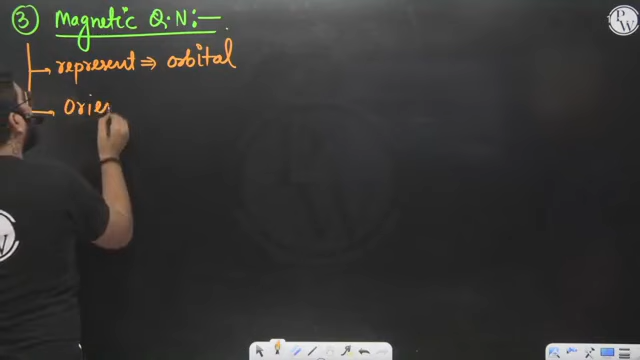 ③ Magnetic Q.N:—
→ represent ⇒ orbital
→ Orie